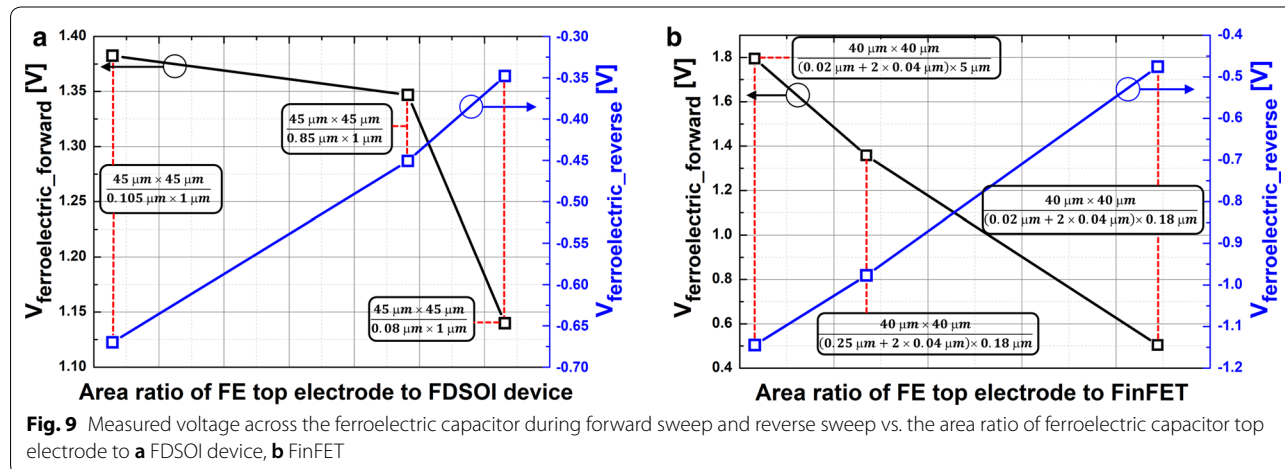 a
1.40
1.35
1.30
1.25
1.20
1.15
1.10
V_ferroelectric_forward [V]
-0.30
-0.35
-0.40
-0.45
-0.50
-0.55
-0.60
-0.65
-0.70
V_ferroelectric_reverse [V]
45 μm × 45 μm
0.105 μm × 1 μm
45 μm × 45 μm
0.85 μm × 1 μm
45 μm × 45 μm
0.08 μm × 1 μm
Area ratio of FE top electrode to FDSOI device
b
1.8
1.6
1.4
1.2
1.0
0.8
0.5
0.4
V_ferroelectric_forward [V]
-0.4
-0.5
-0.6
-0.7
-0.8
-0.9
-1.0
-1.1
-1.2
V_ferroelectric_reverse [V]
40 μm × 40 μm
(0.02 μm + 2 × 0.04 μm) × 5 μm
40 μm × 40 μm
(0.02 μm + 2 × 0.04 μm) × 0.18 μm
40 μm × 40 μm
(0.25 μm + 2 × 0.04 μm) × 0.18 μm
Area ratio of FE top electrode to FinFET
Fig. 9 Measured voltage across the ferroelectric capacitor during forward sweep and reverse sweep vs. the area ratio of ferroelectric capacitor top
electrode to a FDSOI device, b FinFET